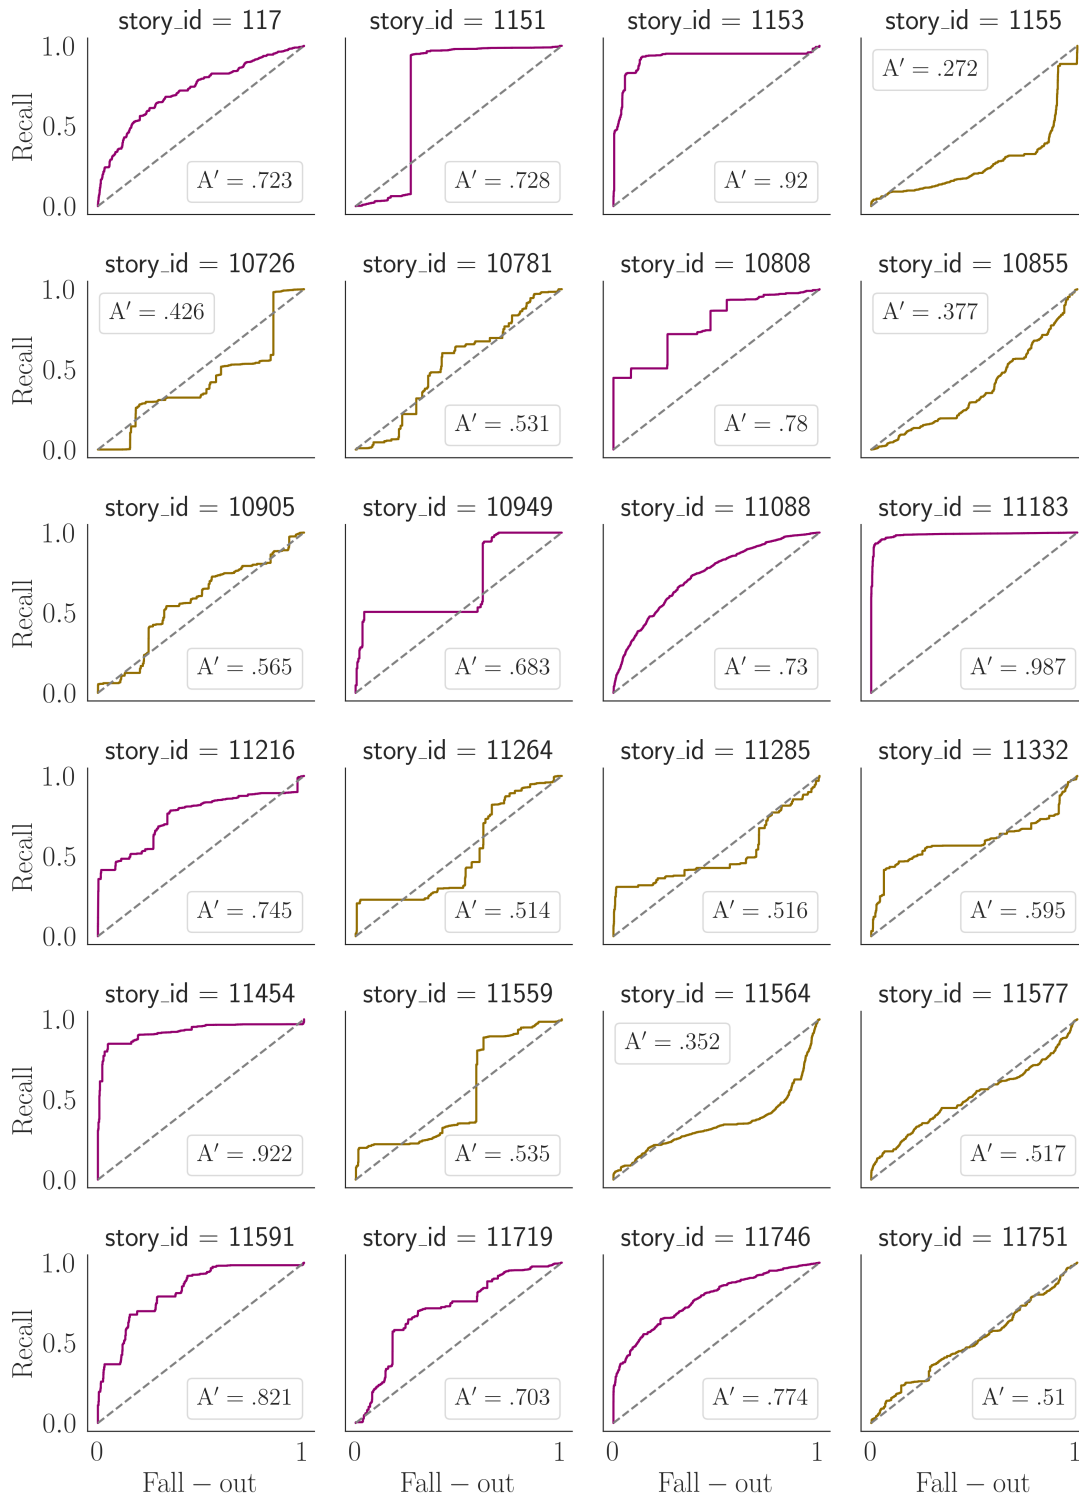 story_id = 117 story_id = 1151 story_id = 1153 story_id = 1155
1.0
A′ = .272
Recall
0.5
A′ = .723 A′ = .728 A′ = .92
0.0
story_id = 10726 story_id = 10781 story_id = 10808 story_id = 10855
1.0
A′ = .426 A′ = .377
Recall
0.5
A′ = .531 A′ = .78
0.0
story_id = 10905 story_id = 10949 story_id = 11088 story_id = 11183
1.0
Recall
0.5
A′ = .565 A′ = .683 A′ = .73 A′ = .987
0.0
story_id = 11216 story_id = 11264 story_id = 11285 story_id = 11332
1.0
Recall
0.5
A′ = .745 A′ = .514 A′ = .516 A′ = .595
0.0
story_id = 11454 story_id = 11559 story_id = 11564 story_id = 11577
1.0
A′ = .352
Recall
0.5
A′ = .922 A′ = .535 A′ = .517
0.0
story_id = 11591 story_id = 11719 story_id = 11746 story_id = 11751
1.0
Recall
0.5
A′ = .821 A′ = .703 A′ = .774 A′ = .51
0.0
0 1 0 1 0 1 0 1
Fall − out Fall − out Fall − out Fall − out